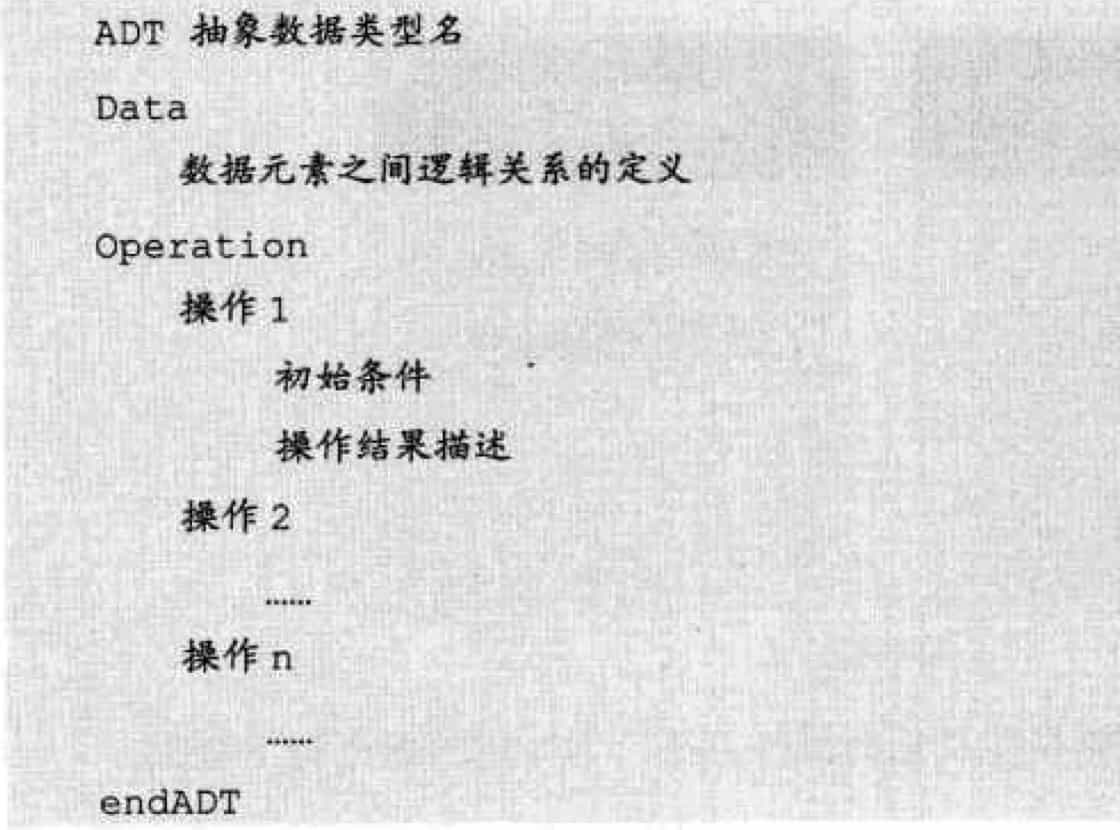 ADT 抽象数据类型名
Data
数据元素之间逻辑关系的定义
Operation
操作1
初始条件
操作结果描述
操作2
……
操作n
……
endADT